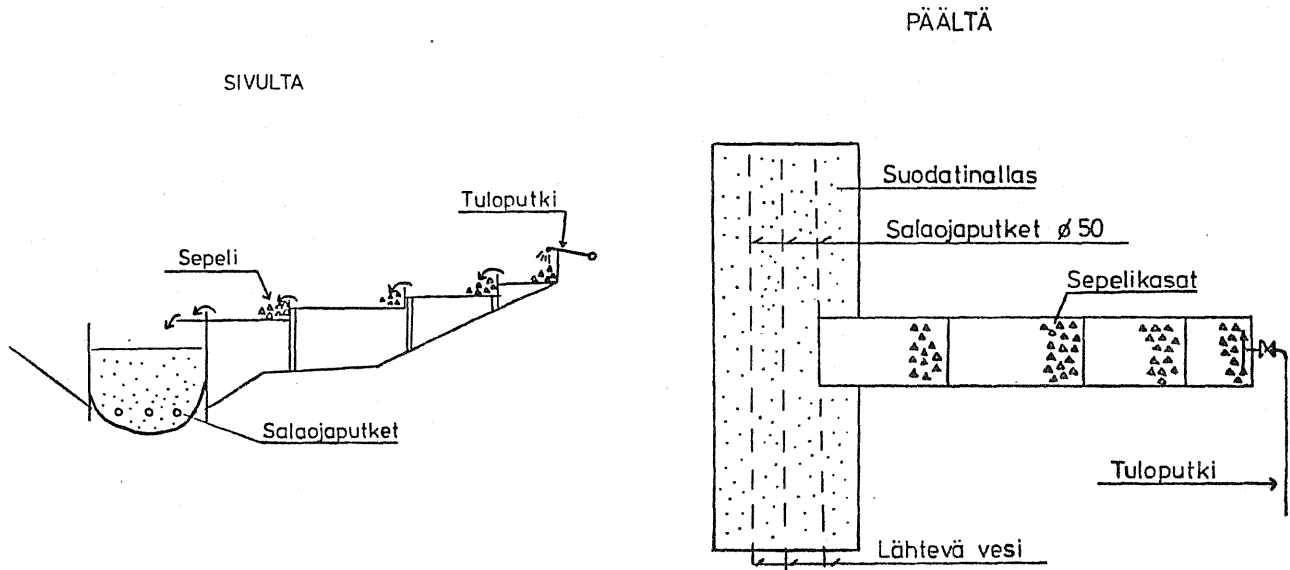 SIVULTA
Tuloputki
Sepeli
Salaojaputket
PÄÄLTÄ
Suodatinallas
Salaojaputket ø 50
Sepelikasat
Tuloputki
Lähtevä vesi